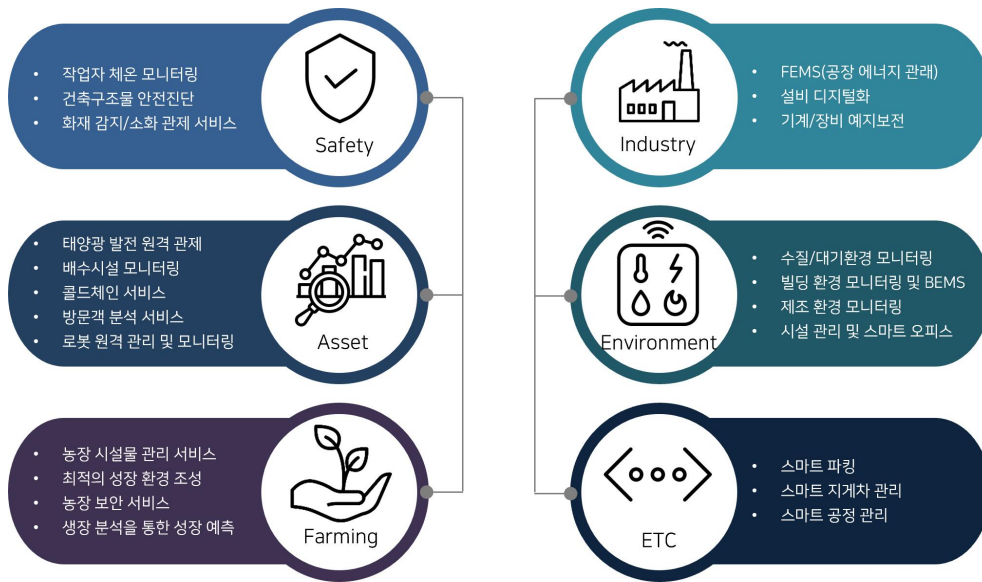 • 작업자 체온 모니터링
• 건축구조물 안전진단
• 화재 감지/소화 관제 서비스
Safety
• FEMS(공장 에너지 관래)
• 설비 디지털화
• 기계/장비 예지보전
Industry
• 태양광 발전 원격 관제
• 배수시설 모니터링
• 콜드체인 서비스
• 방문객 분석 서비스
• 로봇 원격 관리 및 모니터링
Asset
• 수질/대기환경 모니터링
• 빌딩 환경 모니터링 및 BEMS
• 제조 환경 모니터링
• 시설 관리 및 스마트 오피스
Environment
• 농장 시설물 관리 서비스
• 최적의 성장 환경 조성
• 농장 보안 서비스
• 생장 분석을 통한 성장 예측
Farming
• 스마트 파킹
• 스마트 지게차 관리
• 스마트 공정 관리
ETC